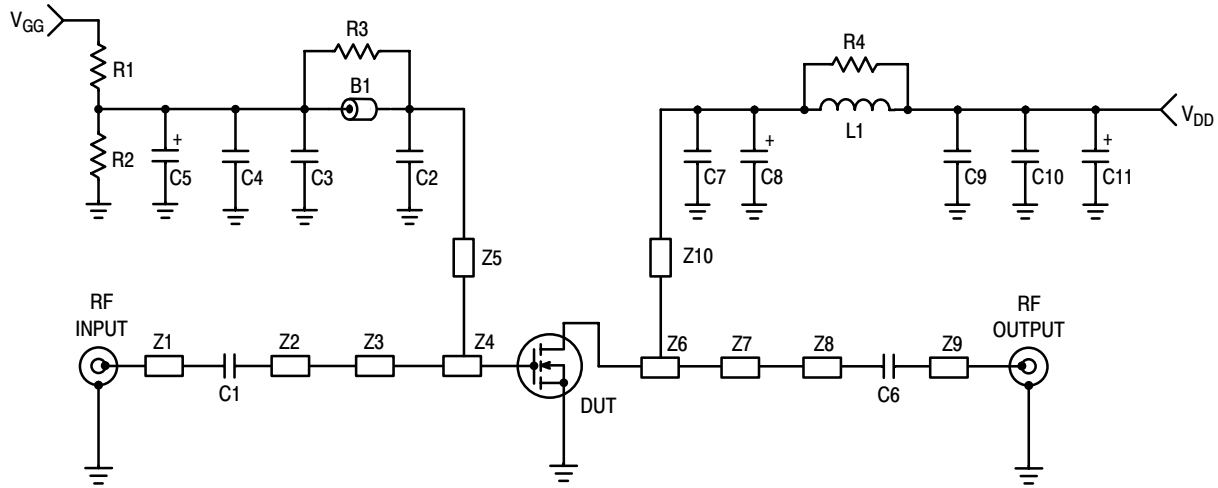 VGG
R1
R2
+
C5
C4
C3
R3
B1
C2
Z5
R4
L1
C7
+
C8
C9
C10
+
C11
VDD
Z10
RF
INPUT
Z1
C1
Z2
Z3
Z4
DUT
Z6
Z7
Z8
C6
Z9
RF
OUTPUT